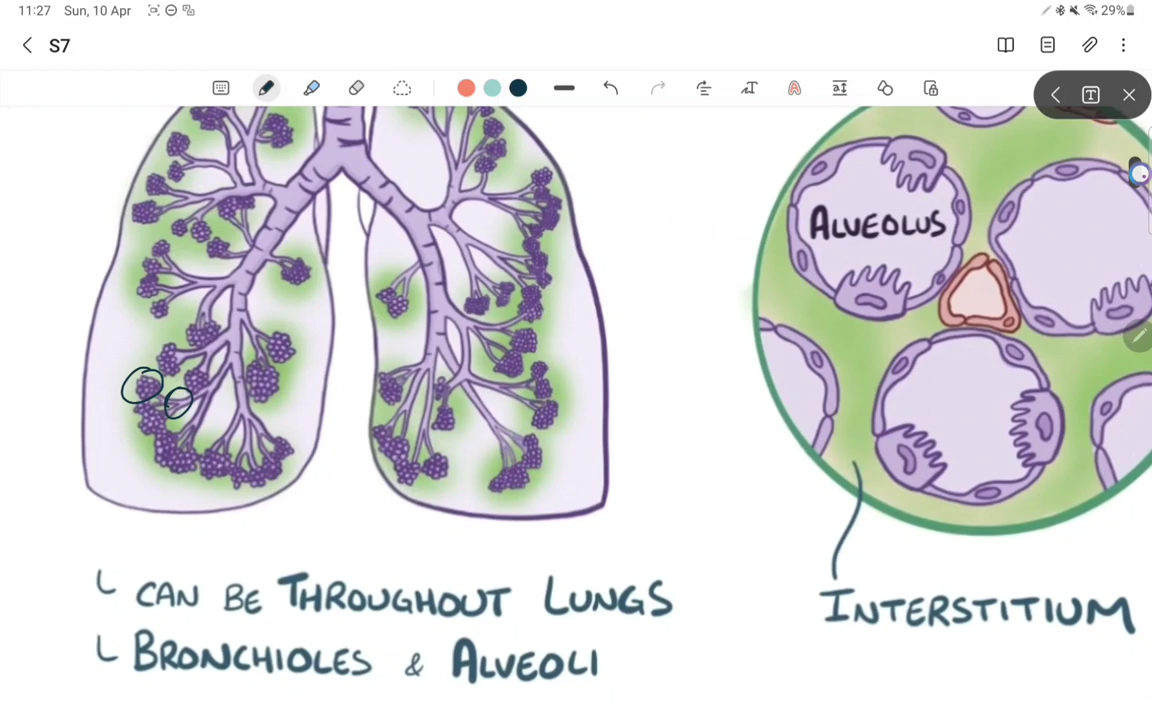 11:27 Sun, 10 Apr 29%
S7
ALVEOLUS
CAN BE THROUGHOUT LUNGS
BRONCHIOLES & ALVEOLI
INTERSTITIUM